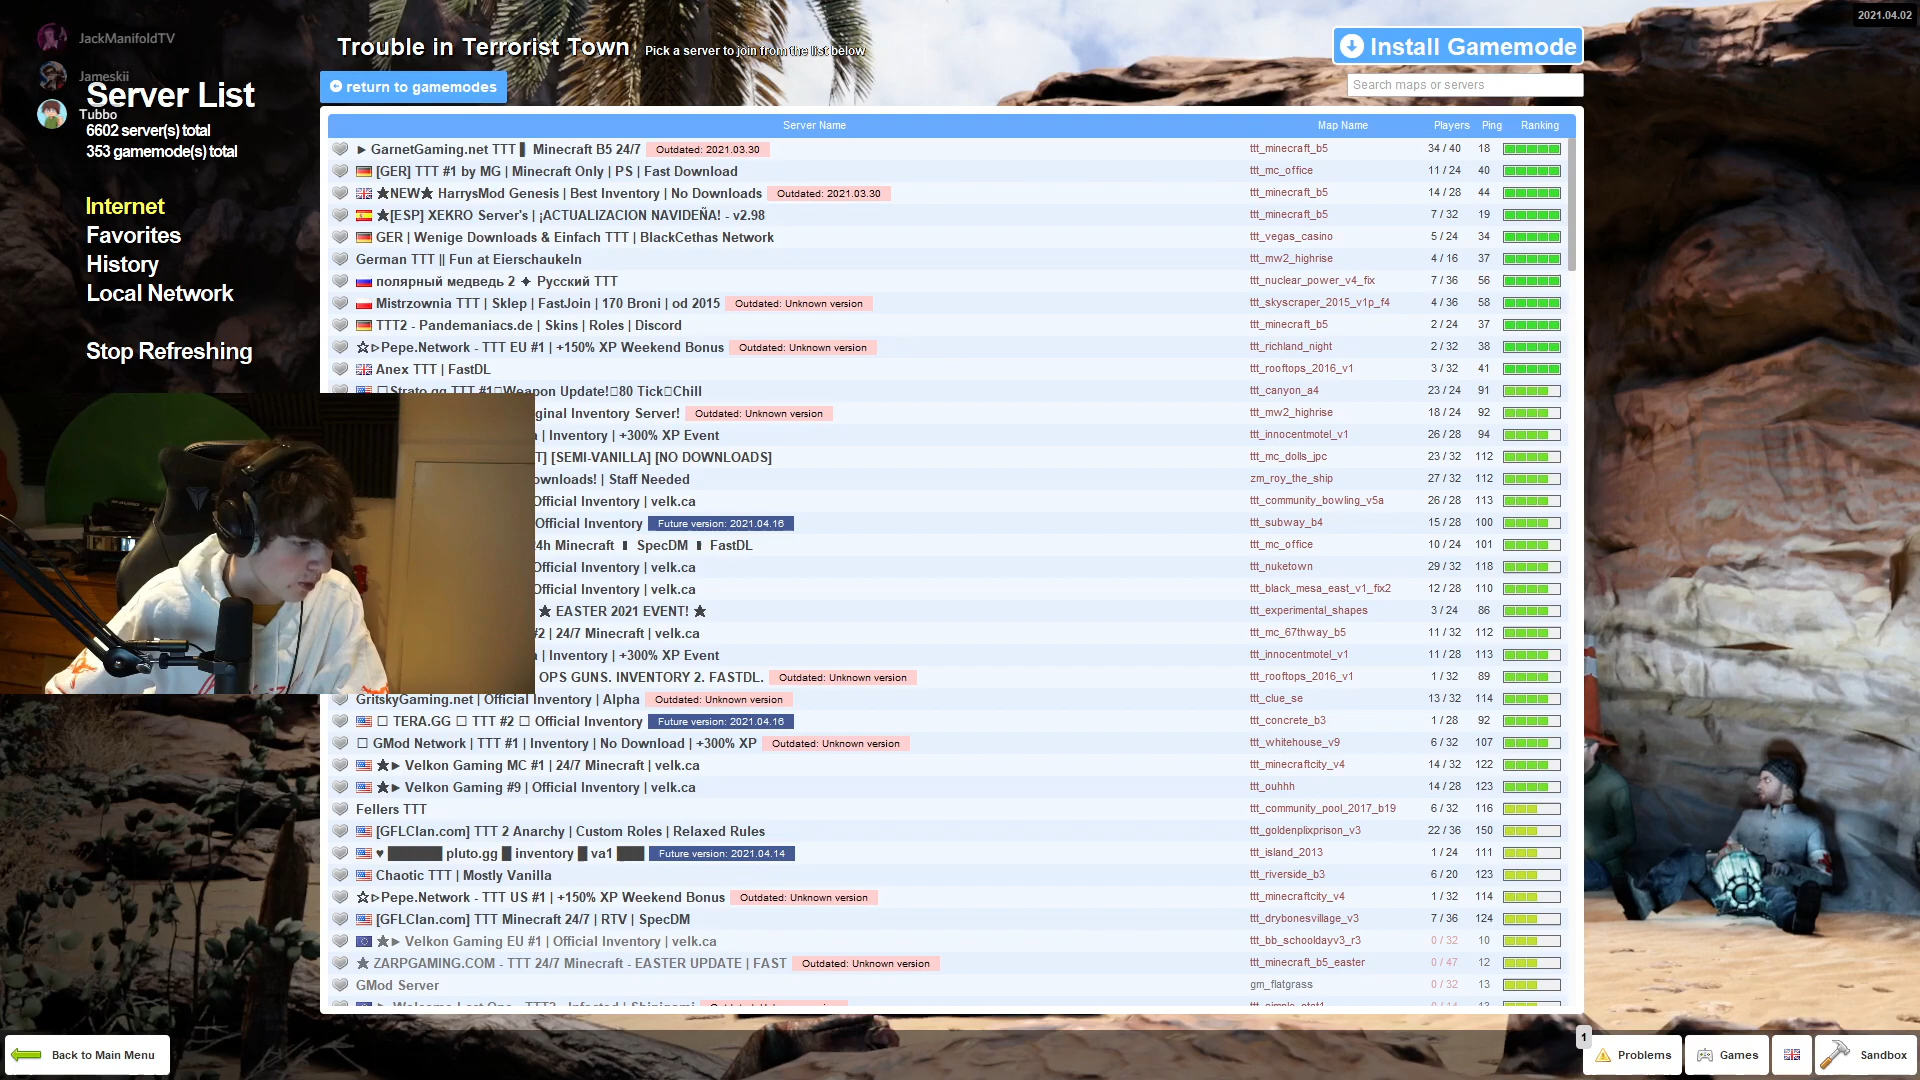 2021.04.02
JackManifoldTV
Jameskii
Tubbo
Server List
6602 server(s) total
353 gamemode(s) total
Internet
Favorites
History
Local Network
Stop Refreshing
Trouble in Terrorist Town Pick a server to join from the list below
Install Gamemode
return to gamemodes
Search maps or servers
Server Name Map Name Players Ping Ranking
► GarnetGaming.net TTT ▌ Minecraft B5 24/7 Outdated: 2021.03.30 ttt_minecraft_b5 34 / 40 18
[GER] TTT #1 by MG | Minecraft Only | PS | Fast Download ttt_mc_office 11 / 24 40
★NEW★ HarrysMod Genesis | Best Inventory | No Downloads Outdated: 2021.03.30 ttt_minecraft_b5 14 / 28 44
★[ESP] XEKRO Server's | ¡ACTUALIZACION NAVIDEÑA! - v2.98 ttt_minecraft_b5 7 / 32 19
GER | Wenige Downloads & Einfach TTT | BlackCethas Network ttt_vegas_casino 5 / 24 34
German TTT || Fun at Eierschaukeln ttt_mw2_highrise 4 / 16 37
полярный медведь 2 ✦ Русский TTT ttt_nuclear_power_v4_fix 7 / 36 56
Mistrzownia TTT | Sklep | FastJoin | 170 Broni | od 2015 Outdated: Unknown version ttt_skyscraper_2015_v1p_f4 4 / 36 58
TTT2 - Pandemaniacs.de | Skins | Roles | Discord ttt_minecraft_b5 2 / 24 37
☆▷Pepe.Network - TTT EU #1 | +150% XP Weekend Bonus Outdated: Unknown version ttt_richland_night 2 / 32 38
Anex TTT | FastDL ttt_rooftops_2016_v1 3 / 32 41
□Strato.gg TTT #1□Weapon Update!□80 Tick□Chill ttt_canyon_a4 23 / 24 91
ginal Inventory Server! Outdated: Unknown version ttt_mw2_highrise 18 / 24 92
| Inventory | +300% XP Event ttt_innocentmotel_v1 26 / 28 94
T] [SEMI-VANILLA] [NO DOWNLOADS] ttt_mc_dolls_jpc 23 / 32 112
ownloads! | Staff Needed zm_roy_the_ship 27 / 32 112
Official Inventory | velk.ca ttt_community_bowling_v5a 26 / 28 113
Official Inventory Future version: 2021.04.16 ttt_subway_b4 15 / 28 100
24h Minecraft ▮ SpecDM ▮ FastDL ttt_mc_office 10 / 24 101
Official Inventory | velk.ca ttt_nuketown 29 / 32 118
Official Inventory | velk.ca ttt_black_mesa_east_v1_fix2 12 / 28 110
★ EASTER 2021 EVENT! ★ ttt_experimental_shapes 3 / 24 86
#2 | 24/7 Minecraft | velk.ca ttt_mc_67thway_b5 11 / 32 112
| Inventory | +300% XP Event ttt_innocentmotel_v1 11 / 28 113
OPS GUNS. INVENTORY 2. FASTDL. Outdated: Unknown version ttt_rooftops_2016_v1 1 / 32 89
GritskyGaming.net | Official Inventory | Alpha Outdated: Unknown version ttt_clue_se 13 / 32 114
□ TERA.GG □ TTT #2 □ Official Inventory Future version: 2021.04.16 ttt_concrete_b3 1 / 28 92
□ GMod Network | TTT #1 | Inventory | No Download | +300% XP Outdated: Unknown version ttt_whitehouse_v9 6 / 32 107
★► Velkon Gaming MC #1 | 24/7 Minecraft | velk.ca ttt_minecraftcity_v4 14 / 32 122
★► Velkon Gaming #9 | Official Inventory | velk.ca ttt_ouhhh 14 / 28 123
Fellers TTT ttt_community_pool_2017_b19 6 / 32 116
[GFLClan.com] TTT 2 Anarchy | Custom Roles | Relaxed Rules ttt_goldenplixprison_v3 22 / 36 150
♥ ██████ pluto.gg █ inventory █ va1 ███ Future version: 2021.04.14 ttt_island_2013 1 / 24 111
Chaotic TTT | Mostly Vanilla ttt_riverside_b3 6 / 20 123
☆▷Pepe.Network - TTT US #1 | +150% XP Weekend Bonus Outdated: Unknown version ttt_minecraftcity_v4 1 / 32 114
[GFLClan.com] TTT Minecraft 24/7 | RTV | SpecDM ttt_drybonesvillage_v3 7 / 36 124
★► Velkon Gaming EU #1 | Official Inventory | velk.ca ttt_bb_schooldayv3_r3 0 / 32 10
★ ZARPGAMING.COM - TTT 24/7 Minecraft - EASTER UPDATE | FAST Outdated: Unknown version ttt_minecraft_b5_easter 0 / 47 12
GMod Server gm_flatgrass 0 / 32 13
Back to Main Menu
1
Problems
Games
Sandbox